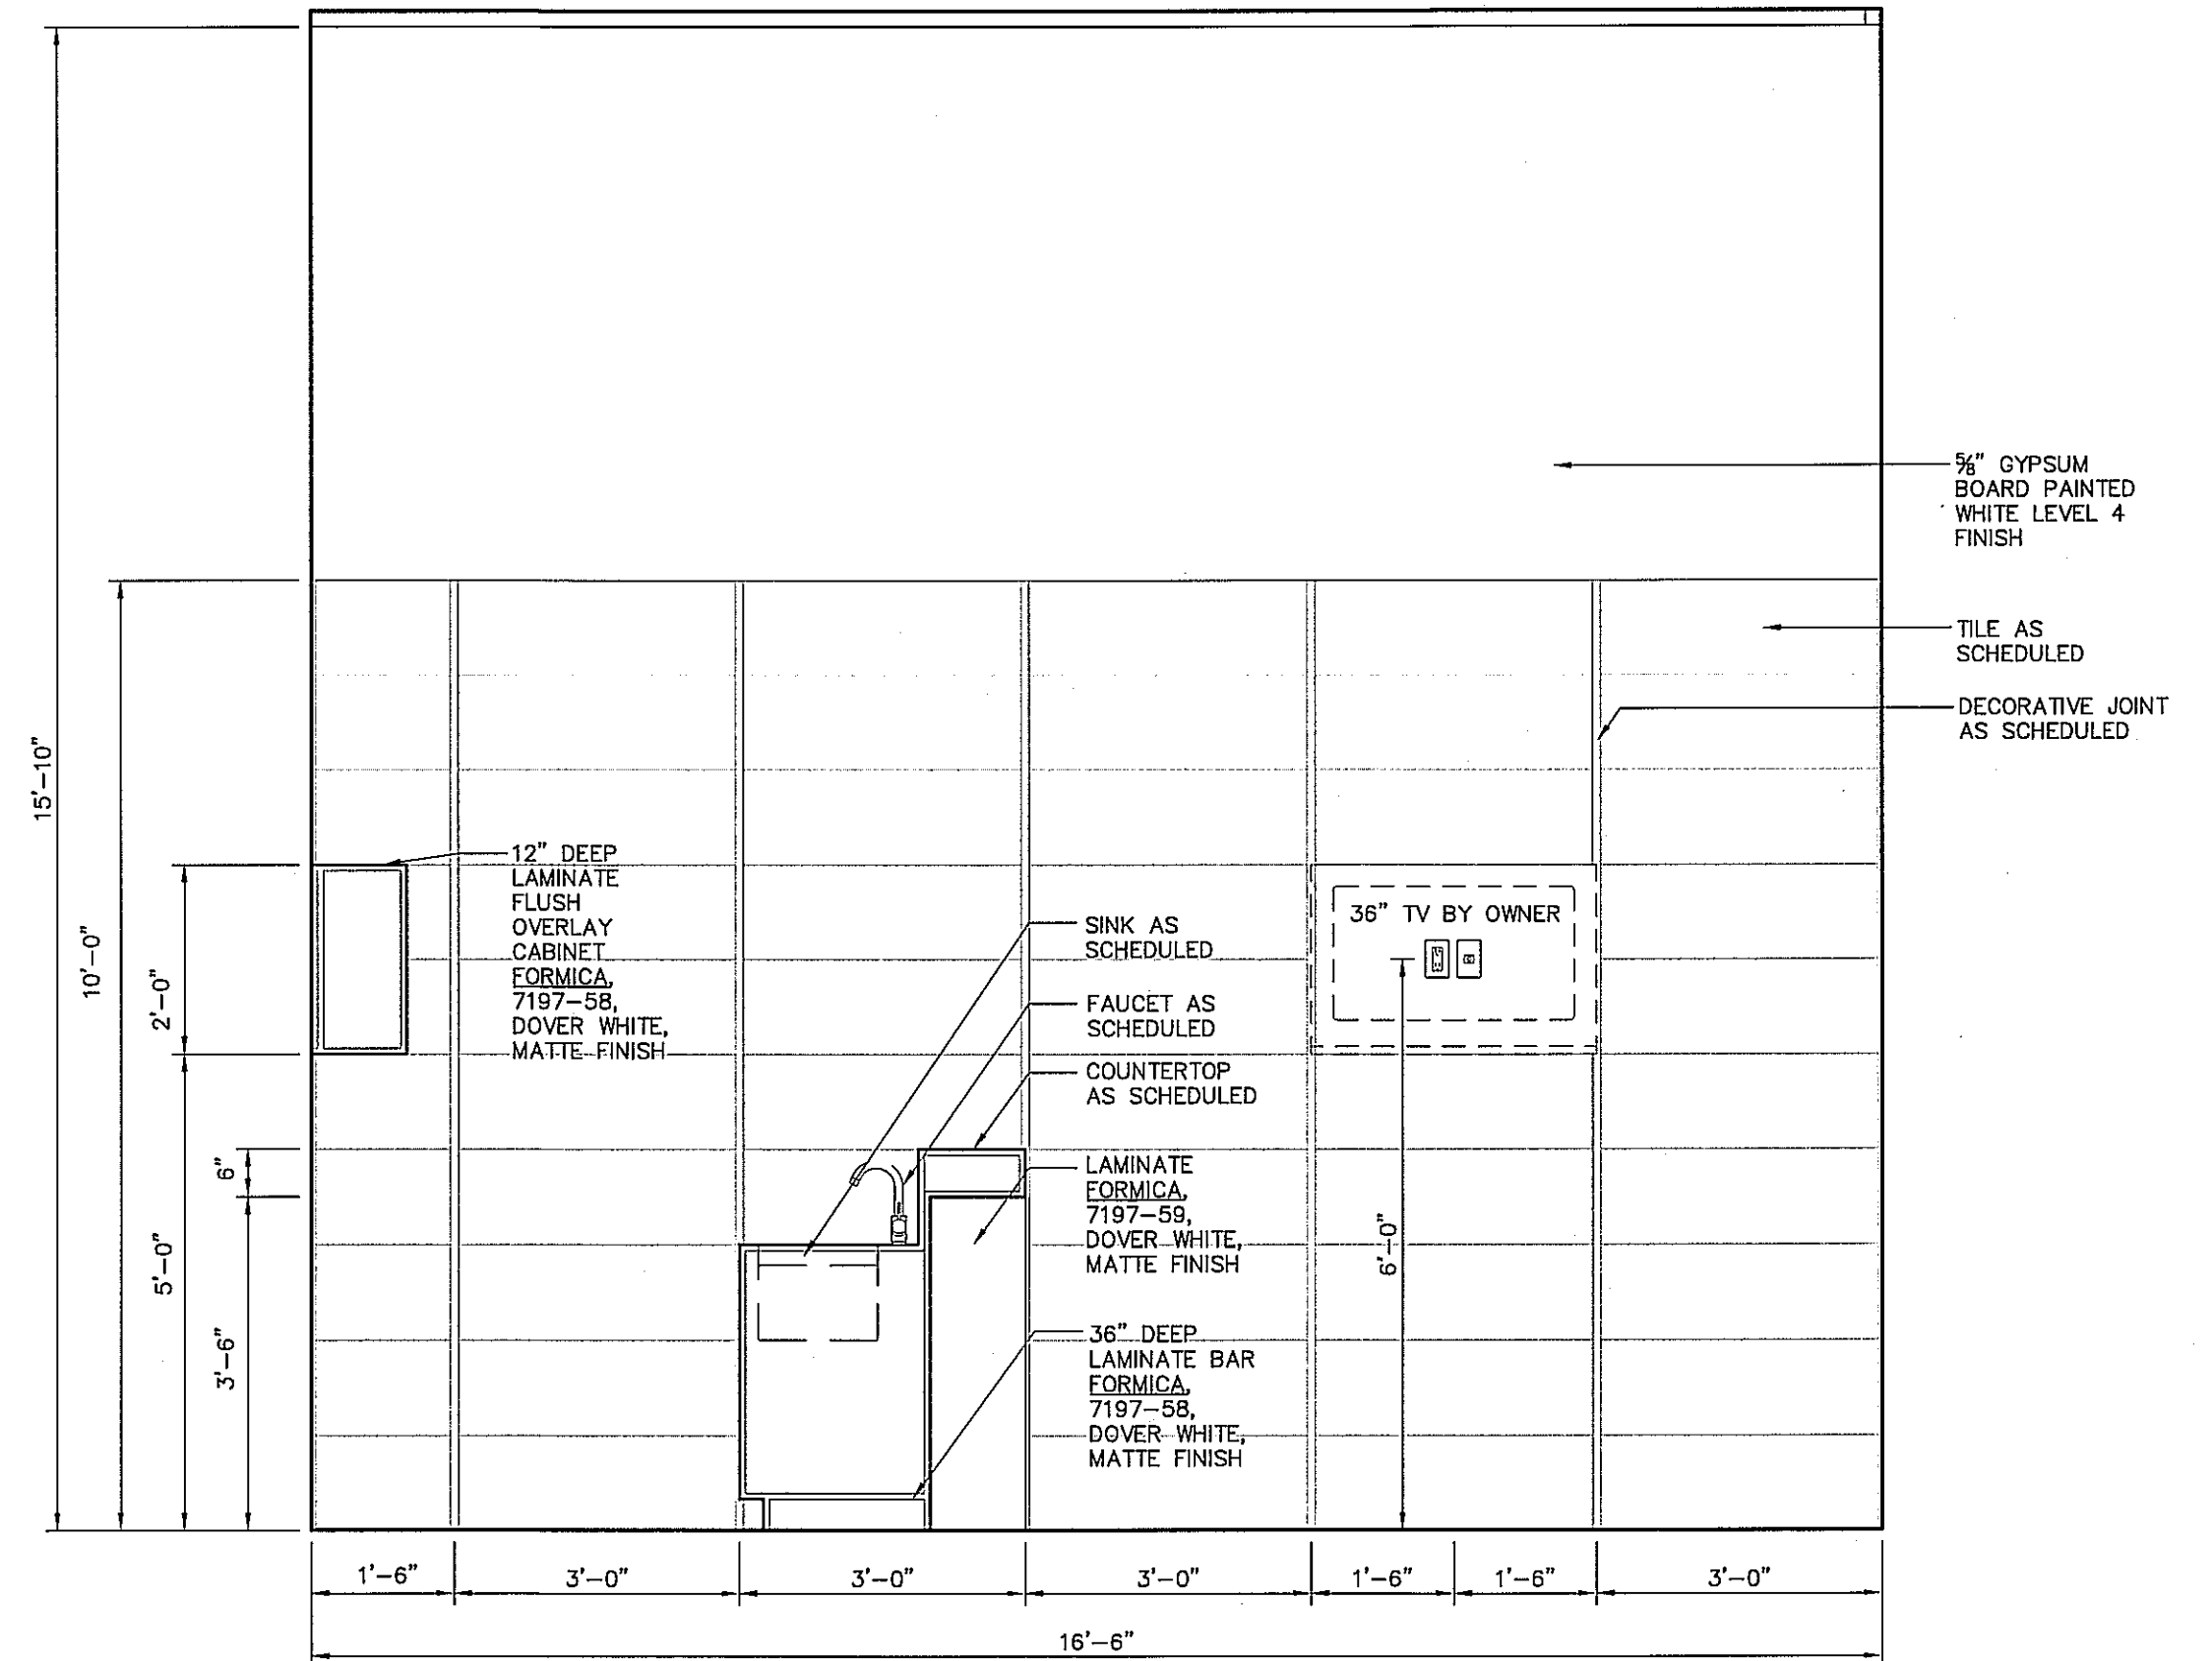 5/8" GYPSUM
BOARD PAINTED
WHITE LEVEL 4
FINISH
TILE AS
SCHEDULED
DECORATIVE JOINT
AS SCHEDULED
15'-10"
10'-0"
2'-0"
5'-0"
6"
3'-6"
12" DEEP
LAMINATE
FLUSH
OVERLAY
CABINET
FORMICA,
7197-58,
DOVER WHITE,
MATTE FINISH
SINK AS
SCHEDULED
FAUCET AS
SCHEDULED
COUNTERTOP
AS SCHEDULED
LAMINATE
FORMICA,
7197-59,
DOVER WHITE,
MATTE FINISH
36" DEEP
LAMINATE BAR
FORMICA,
7197-58,
DOVER WHITE,
MATTE FINISH
36" TV BY OWNER
6'-0"
1'-6"
3'-0"
3'-0"
3'-0"
1'-6"
1'-6"
3'-0"
16'-6"